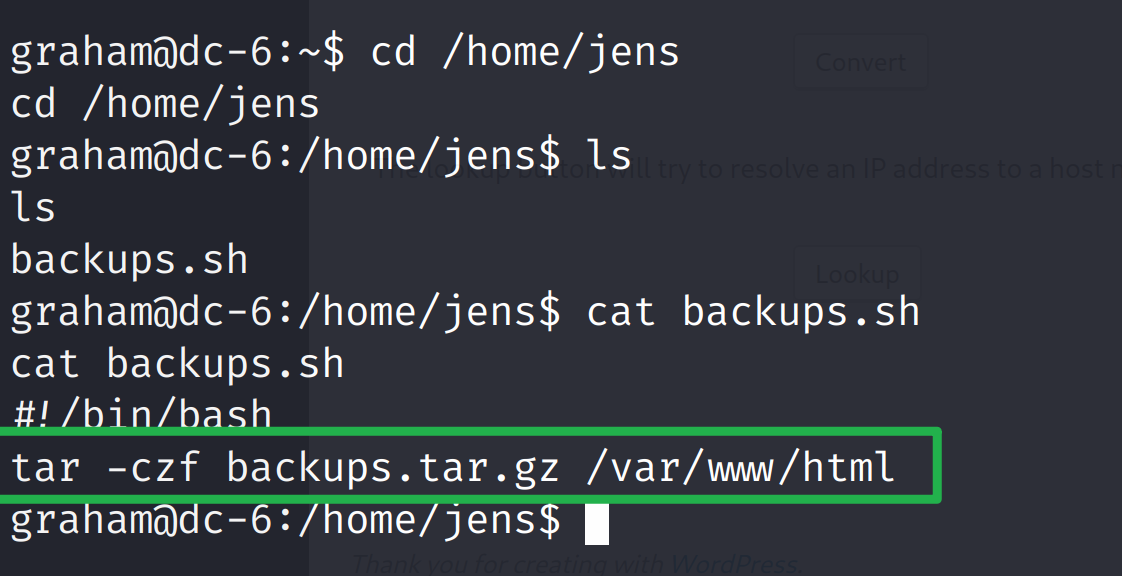 graham@dc-6:~$ cd /home/jens
Convert
cd /home/jens
graham@dc-6:/home/jens$ ls
The lookup button will try to resolve an IP address to a host
ls
backups.sh
Lookup
graham@dc-6:/home/jens$ cat backups.sh
cat backups.sh
#!/bin/bash
tar -czf backups.tar.gz /var/www/html
graham@dc-6:/home/jens$
Thank you for creating with WordPress.